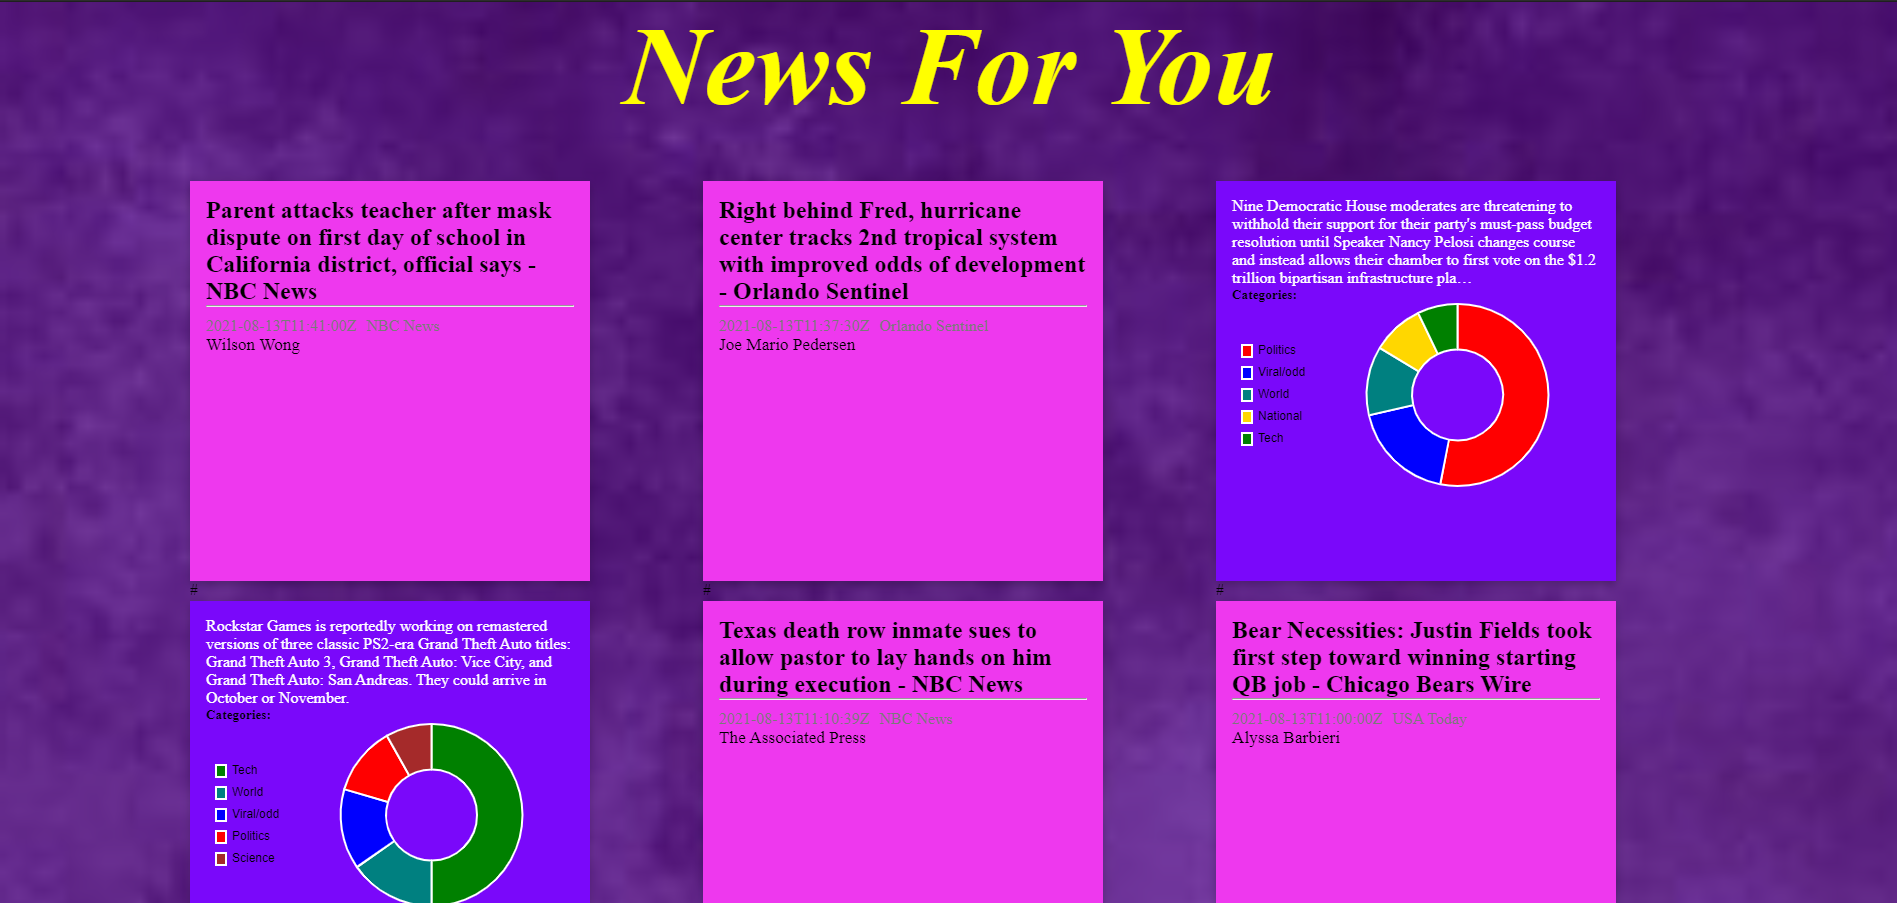 News For You
Parent attacks teacher after mask
dispute on first day of school in
California district, official says -
NBC News
2021-08-13T11:41:00Z NBC News
Wilson Wong
#
Right behind Fred, hurricane
center tracks 2nd tropical system
with improved odds of development
- Orlando Sentinel
2021-08-13T11:37:30Z Orlando Sentinel
Joe Mario Pedersen
#
Nine Democratic House moderates are threatening to
withhold their support for their party's must-pass budget
resolution until Speaker Nancy Pelosi changes course
and instead allows their chamber to first vote on the $1.2
trillion bipartisan infrastructure pla…
Categories:
Politics
Viral/odd
World
National
Tech
#
Rockstar Games is reportedly working on remastered
versions of three classic PS2-era Grand Theft Auto titles:
Grand Theft Auto 3, Grand Theft Auto: Vice City, and
Grand Theft Auto: San Andreas. They could arrive in
October or November.
Categories:
Tech
World
Viral/odd
Politics
Science
Texas death row inmate sues to
allow pastor to lay hands on him
during execution - NBC News
2021-08-13T11:10:39Z NBC News
The Associated Press
Bear Necessities: Justin Fields took
first step toward winning starting
QB job - Chicago Bears Wire
2021-08-13T11:00:00Z USA Today
Alyssa Barbieri